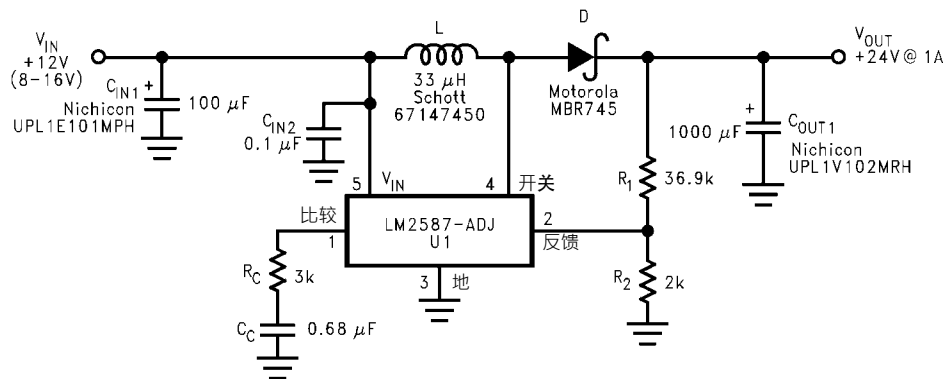 V_IN
+12V
(8-16V)
C_IN1 +
Nichicon
UPL1E101MPH
100 μF
C_IN2
0.1 μF
L
33 μH
Schott
67147450
D
Motorola
MBR745
V_OUT
+24V@ 1A
+
1000 μF
C_OUT1
Nichicon
UPL1V102MRH
R_1
36.9k
5
V_IN
4
开关
比较
1
LM2587-ADJ
U1
2
反馈
R_C
3k
3
地
R_2
2k
C_C
0.68 μF